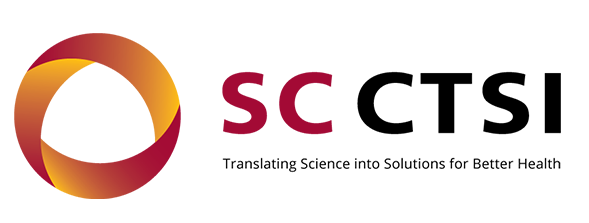 SC CTSI
Translating Science into Solutions for Better Health